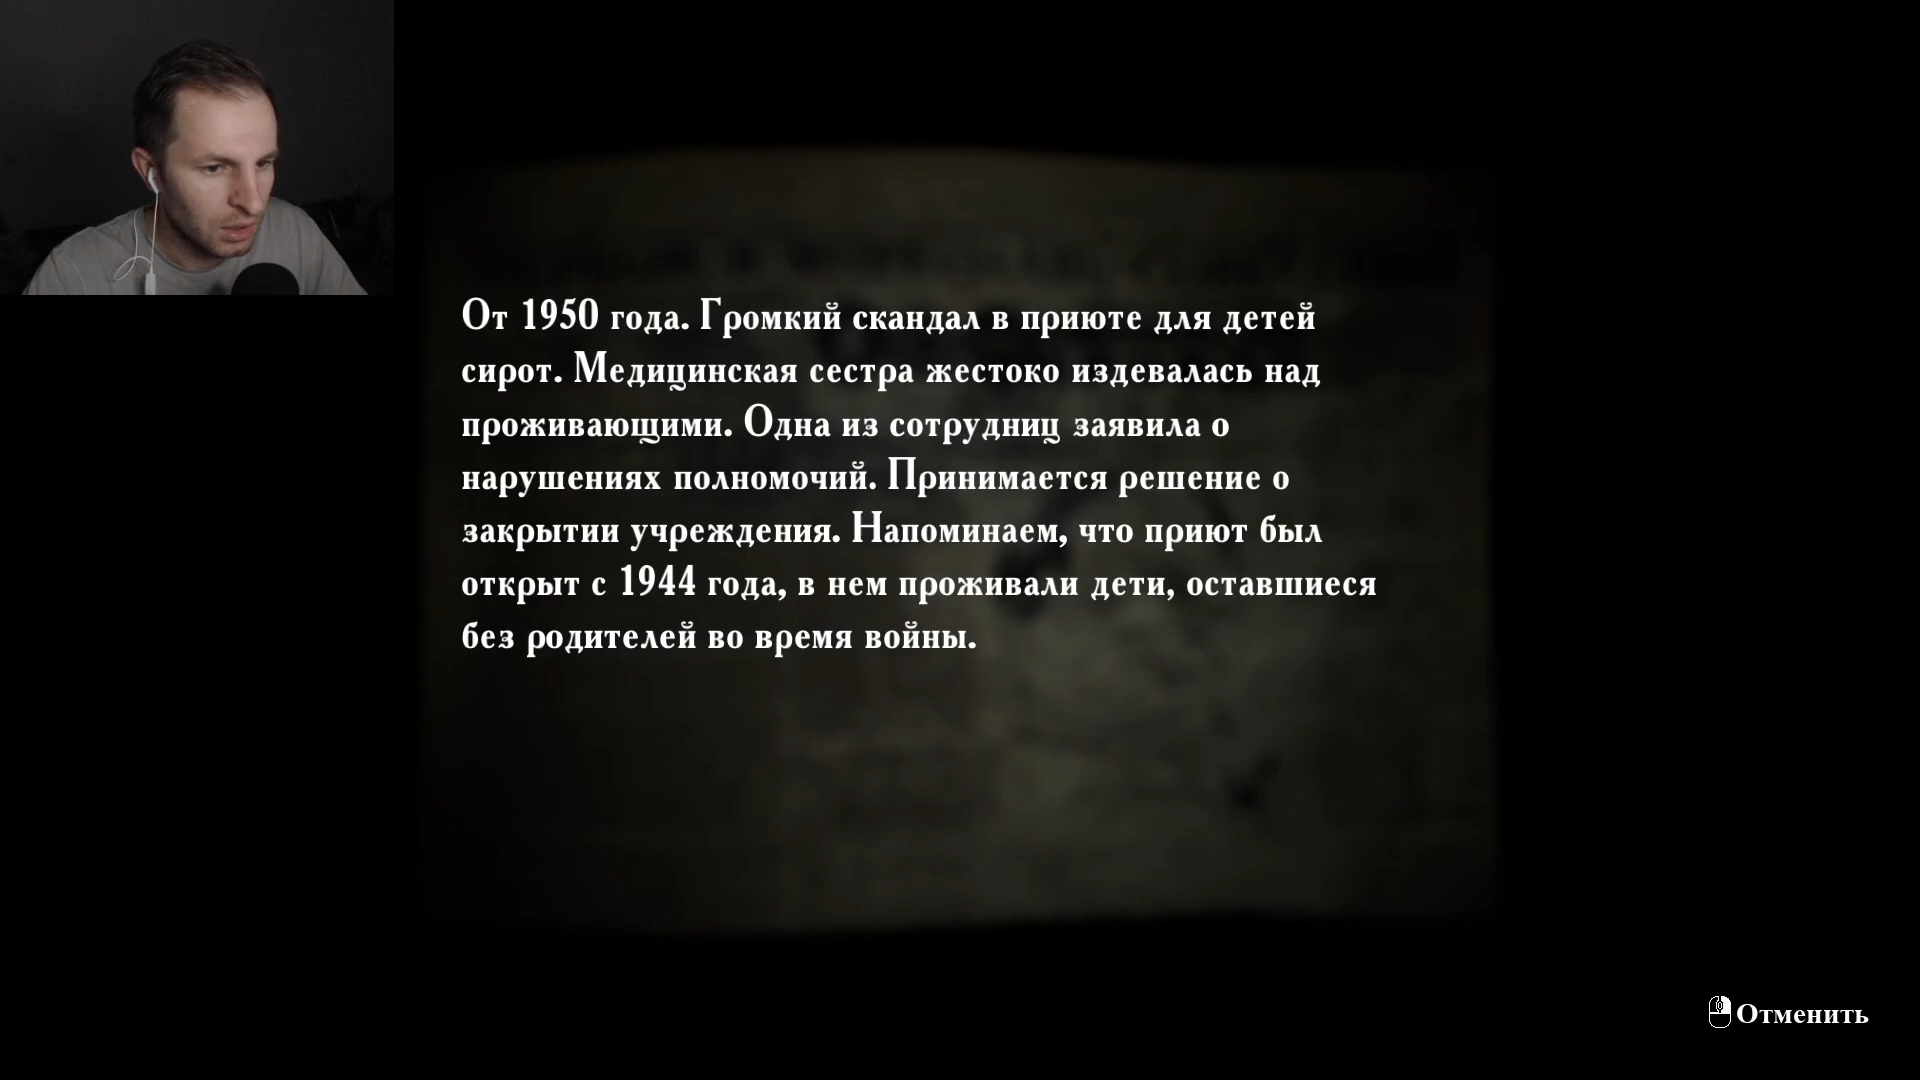 От 1950 года. Громкий скандал в приюте для детей
сирот. Медицинская сестра жестоко издевалась над
проживающими. Одна из сотрудниц заявила о
нарушениях полномочий. Принимается решение о
закрытии учреждения. Напоминаем, что приют был
открыт с 1944 года, в нем проживали дети, оставшиеся
без родителей во время войны.
Отменить